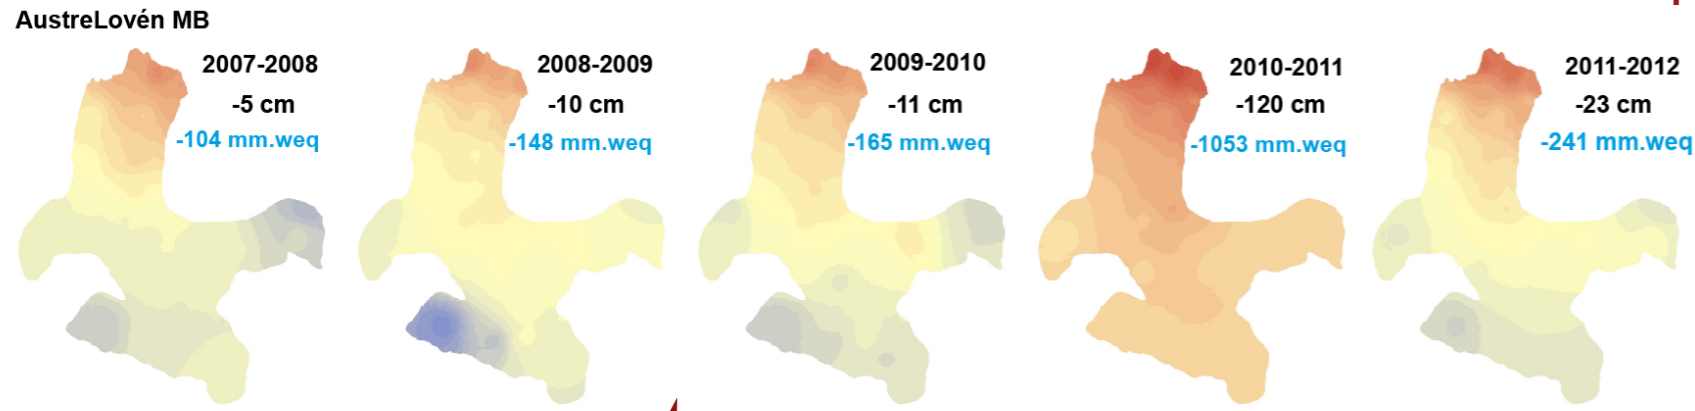 AustreLovén MB
2007-2008
-5 cm
-104 mm.weq
2008-2009
-10 cm
-148 mm.weq
2009-2010
-11 cm
-165 mm.weq
2010-2011
-120 cm
-1053 mm.weq
2011-2012
-23 cm
-241 mm.weq